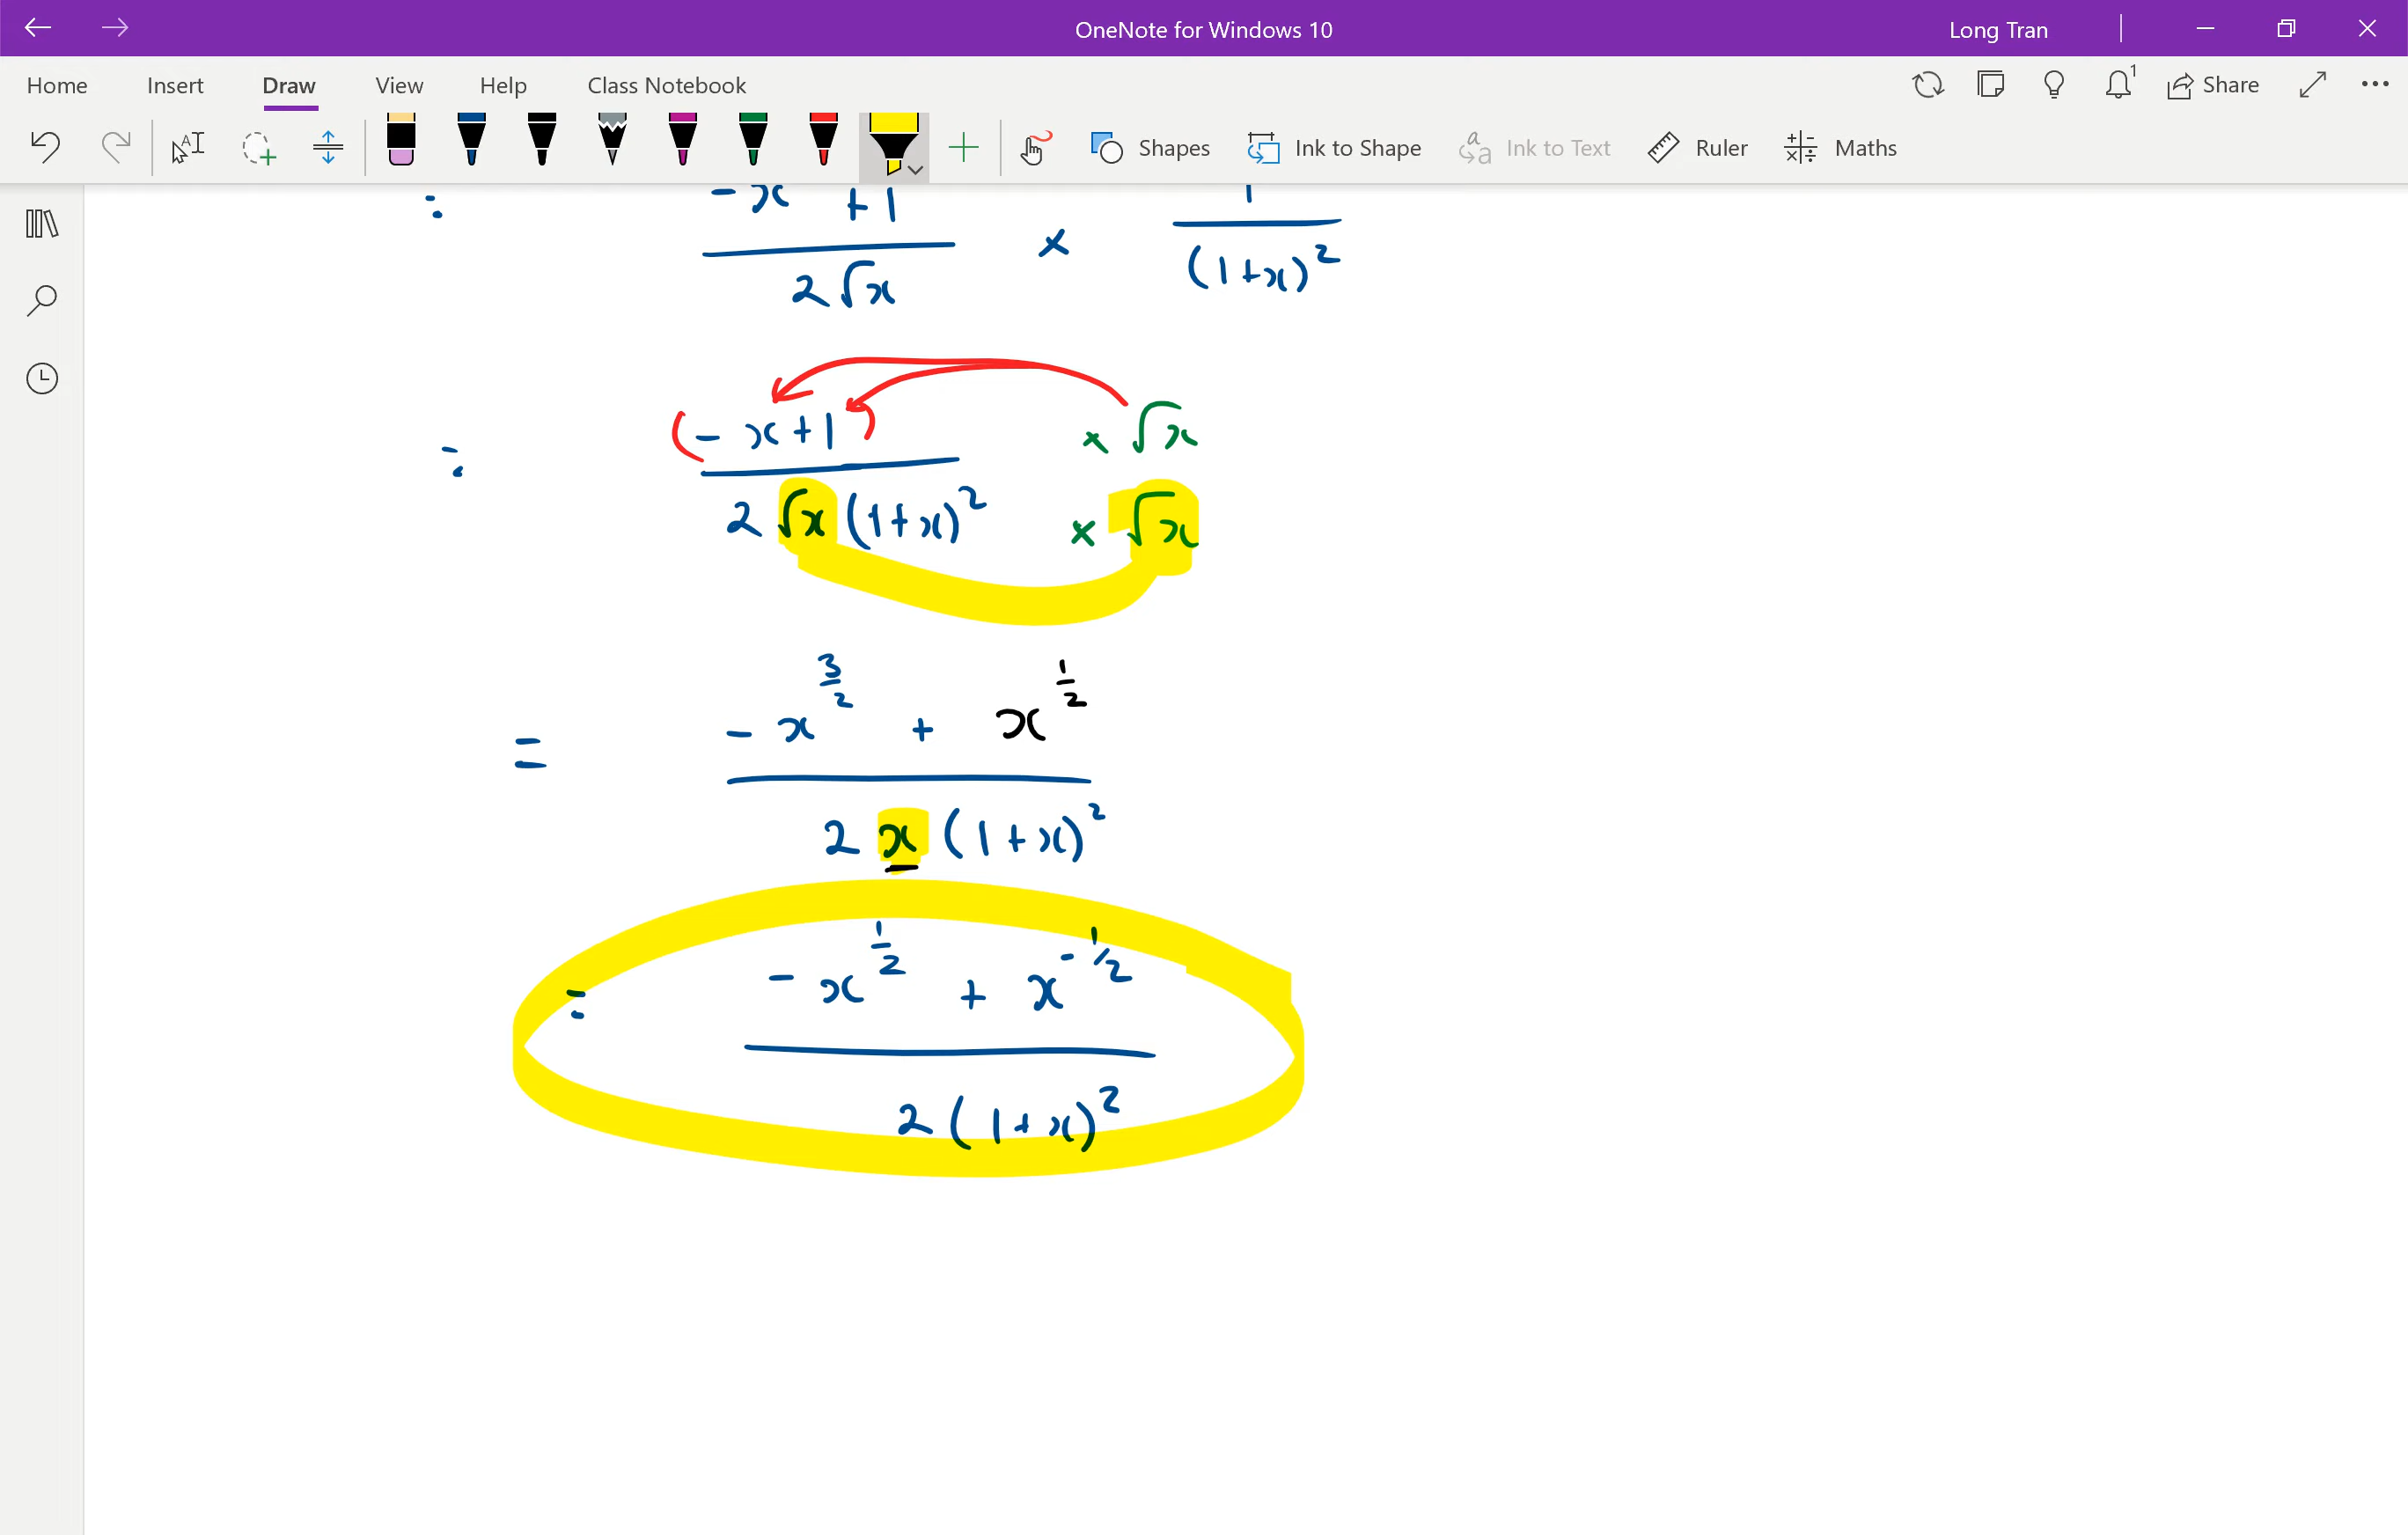 OneNote for Windows 10
Long Tran
Home Insert Draw View Help Class Notebook
1
Share
Shapes Ink to Shape Ink to Text Ruler Maths
= -x +1 / 2√x × 1 / (1+x)²
= (-x+1) × √x
2√x (1+x)² × √x
= -x^(3/2) + x^(1/2)
2x (1+x)²
= -x^(1/2) + x^(-1/2)
2(1+x)²